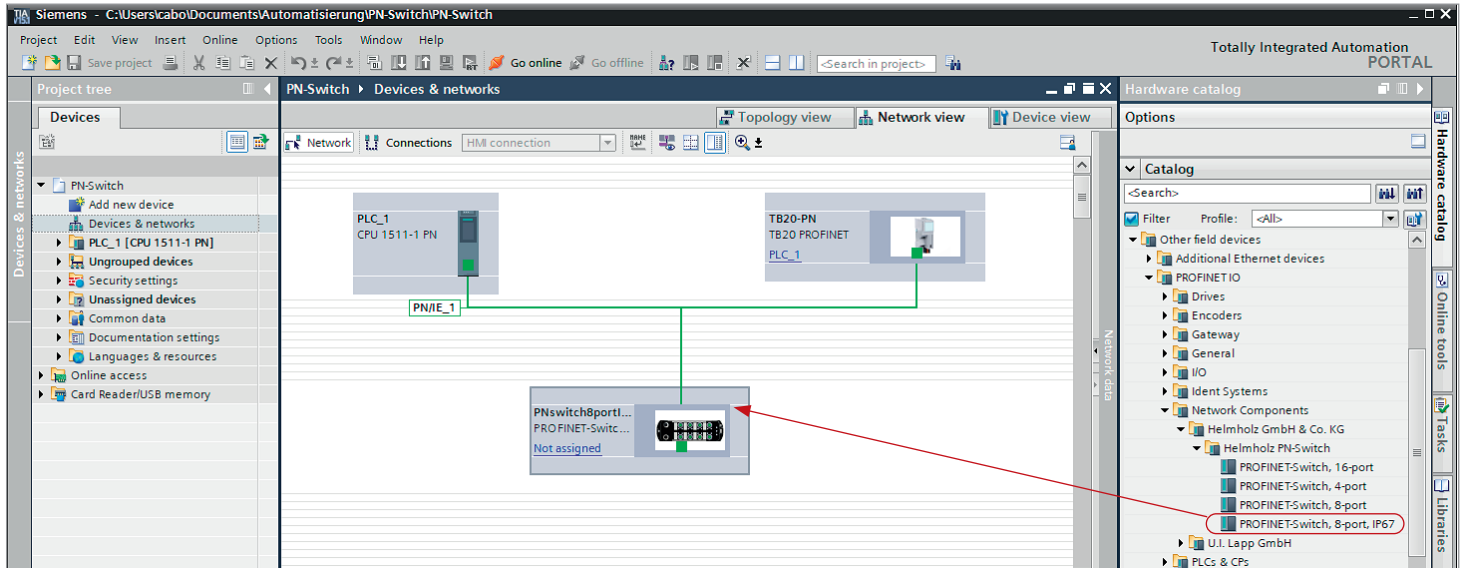 Siemens - C:\Users\cabo\Documents\Automatisierung\PN-Switch\PN-Switch
Project Edit View Insert Online Options Tools Window Help
Totally Integrated Automation
PORTAL
Save project
Go online
Go offline
<Search in project>
Project tree
Devices
Devices & networks
PN-Switch
Add new device
Devices & networks
PLC_1 [CPU 1511-1 PN]
Ungrouped devices
Security settings
Unassigned devices
Common data
Documentation settings
Languages & resources
Online access
Card Reader/USB memory
PN-Switch Devices & networks
Topology view
Network view
Device view
Network
Connections
HMI connection
PLC_1
CPU 1511-1 PN
TB20-PN
TB20 PROFINET
PLC_1
PN/IE_1
PNswitch8portI...
PROFINET-Switc...
Not assigned
Network data
Hardware catalog
Options
Catalog
<Search>
Filter
Profile:
<All>
Other field devices
Additional Ethernet devices
PROFINET IO
Drives
Encoders
Gateway
General
I/O
Ident Systems
Network Components
Helmholz GmbH & Co. KG
Helmholz PN-Switch
PROFINET-Switch, 16-port
PROFINET-Switch, 4-port
PROFINET-Switch, 8-port
PROFINET-Switch, 8-port, IP67
U.I. Lapp GmbH
PLCs & CPs
Hardware catalog
Online tools
Tasks
Libraries